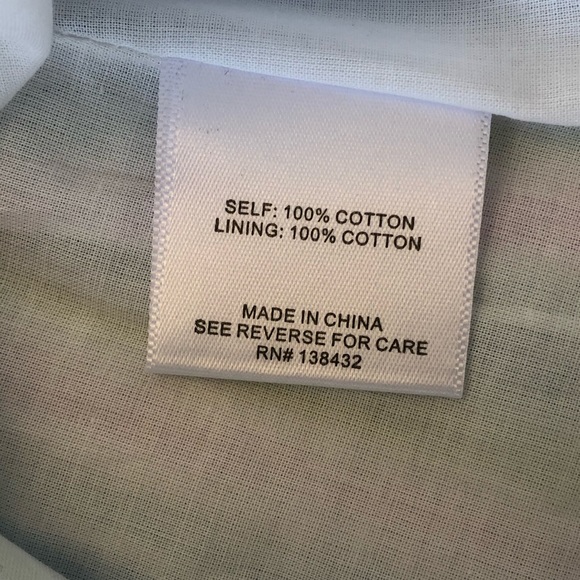 SELF: 100% COTTON
LINING: 100% COTTON
MADE IN CHINA
SEE REVERSE FOR CARE
RN# 138432